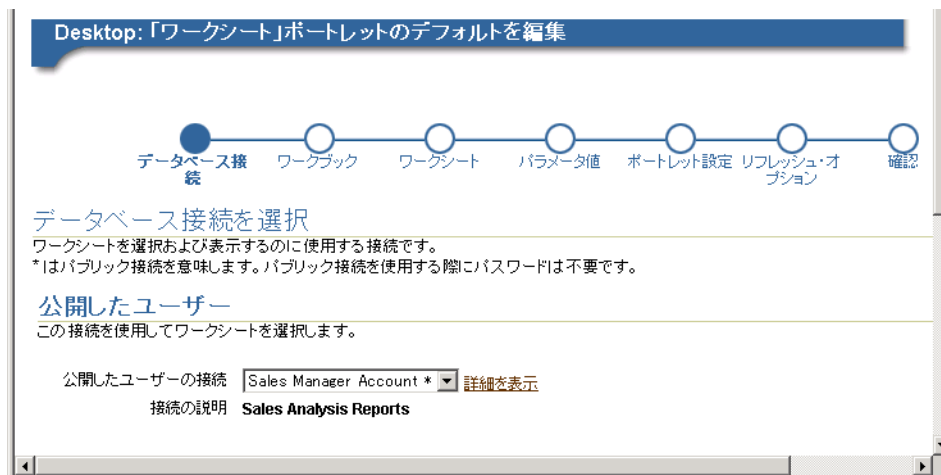 Desktop: 「ワークシート」ポートレットのデフォルトを編集
データベース接
続
ワークブック
ワークシート
パラメータ値
ポートレット設定
リフレッシュ・オ
プション
確認
データベース接続を選択
ワークシートを選択および表示するのに使用する接続です。
*はパブリック接続を意味します。パブリック接続を使用する際にパスワードは不要です。
公開したユーザー
この接続を使用してワークシートを選択します。
公開したユーザーの接続 Sales Manager Account * 詳細を表示
接続の説明 Sales Analysis Reports